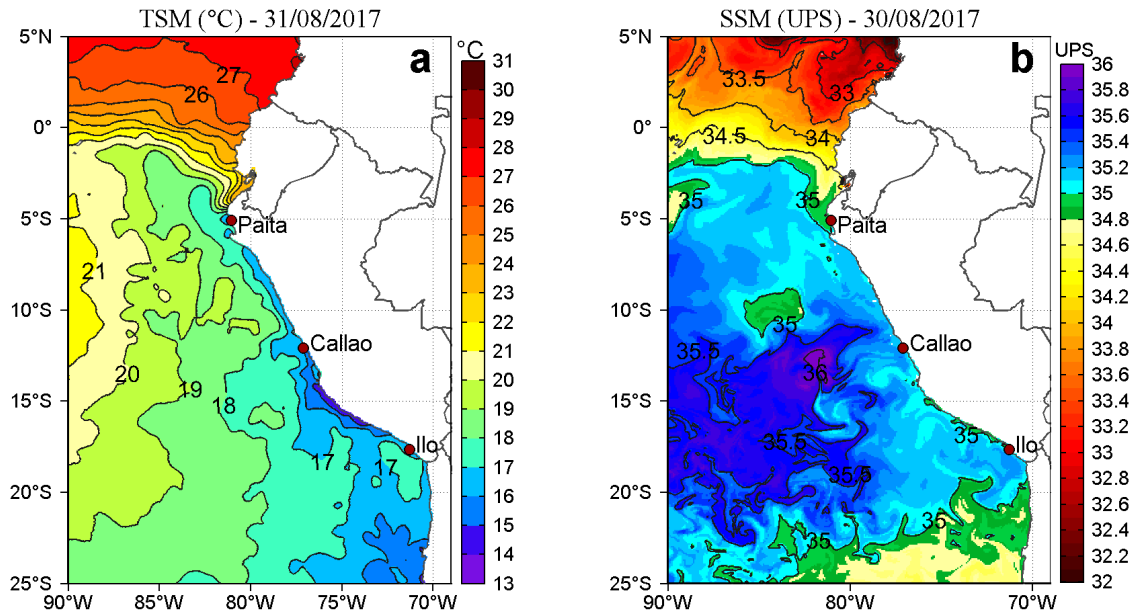 TSM (°C) - 31/08/2017
5°N
0°
5°S
10°S
15°S
20°S
25°S
90°W
85°W
80°W
75°W
70°W
a
27
26
21
20
19
18
17
17
Paita
Callao
Ilo
°C
31
30
29
28
27
26
25
24
23
22
21
20
19
18
17
16
15
14
13
SSM (UPS) - 30/08/2017
5°N
0°
5°S
10°S
15°S
20°S
25°S
90°W
80°W
70°W
b
33.5
33
34.5
34
35
35
35
35.5
36
35.5
35.5
35
35
35
Paita
Callao
Ilo
UPS
36
35.8
35.6
35.4
35.2
35
34.8
34.6
34.4
34.2
34
33.8
33.6
33.4
33.2
33
32.8
32.6
32.4
32.2
32.0